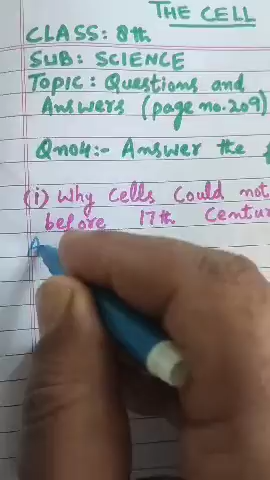 THE CELL
CLASS: 8th
SUB: SCIENCE
TOPIC: Questions and
Answers (page no. 209)
Qno4:- Answer the
(i) Why Cells Could not
before 17th Centur
A